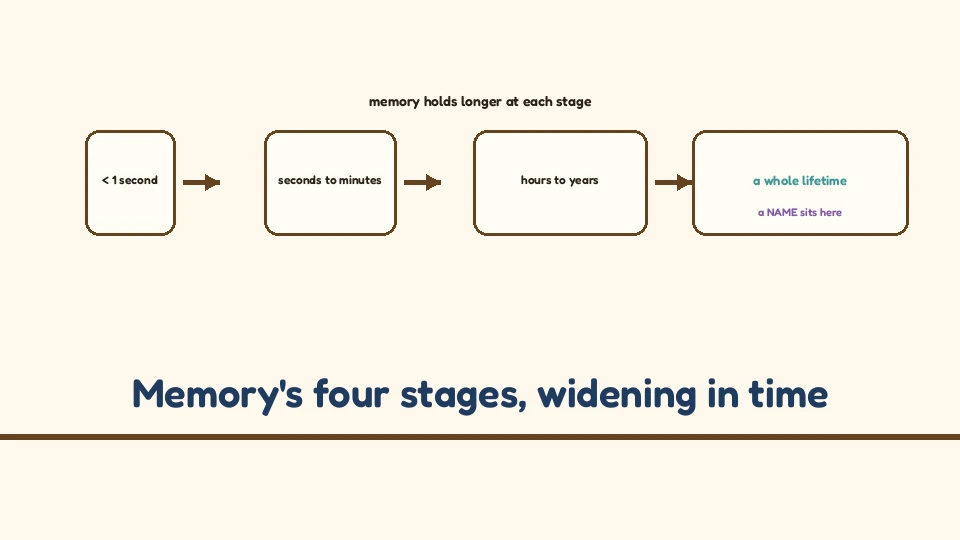 memory holds longer at each stage
< 1 second
seconds to minutes
hours to years
a whole lifetime
a NAME sits here
Memory's four stages, widening in time